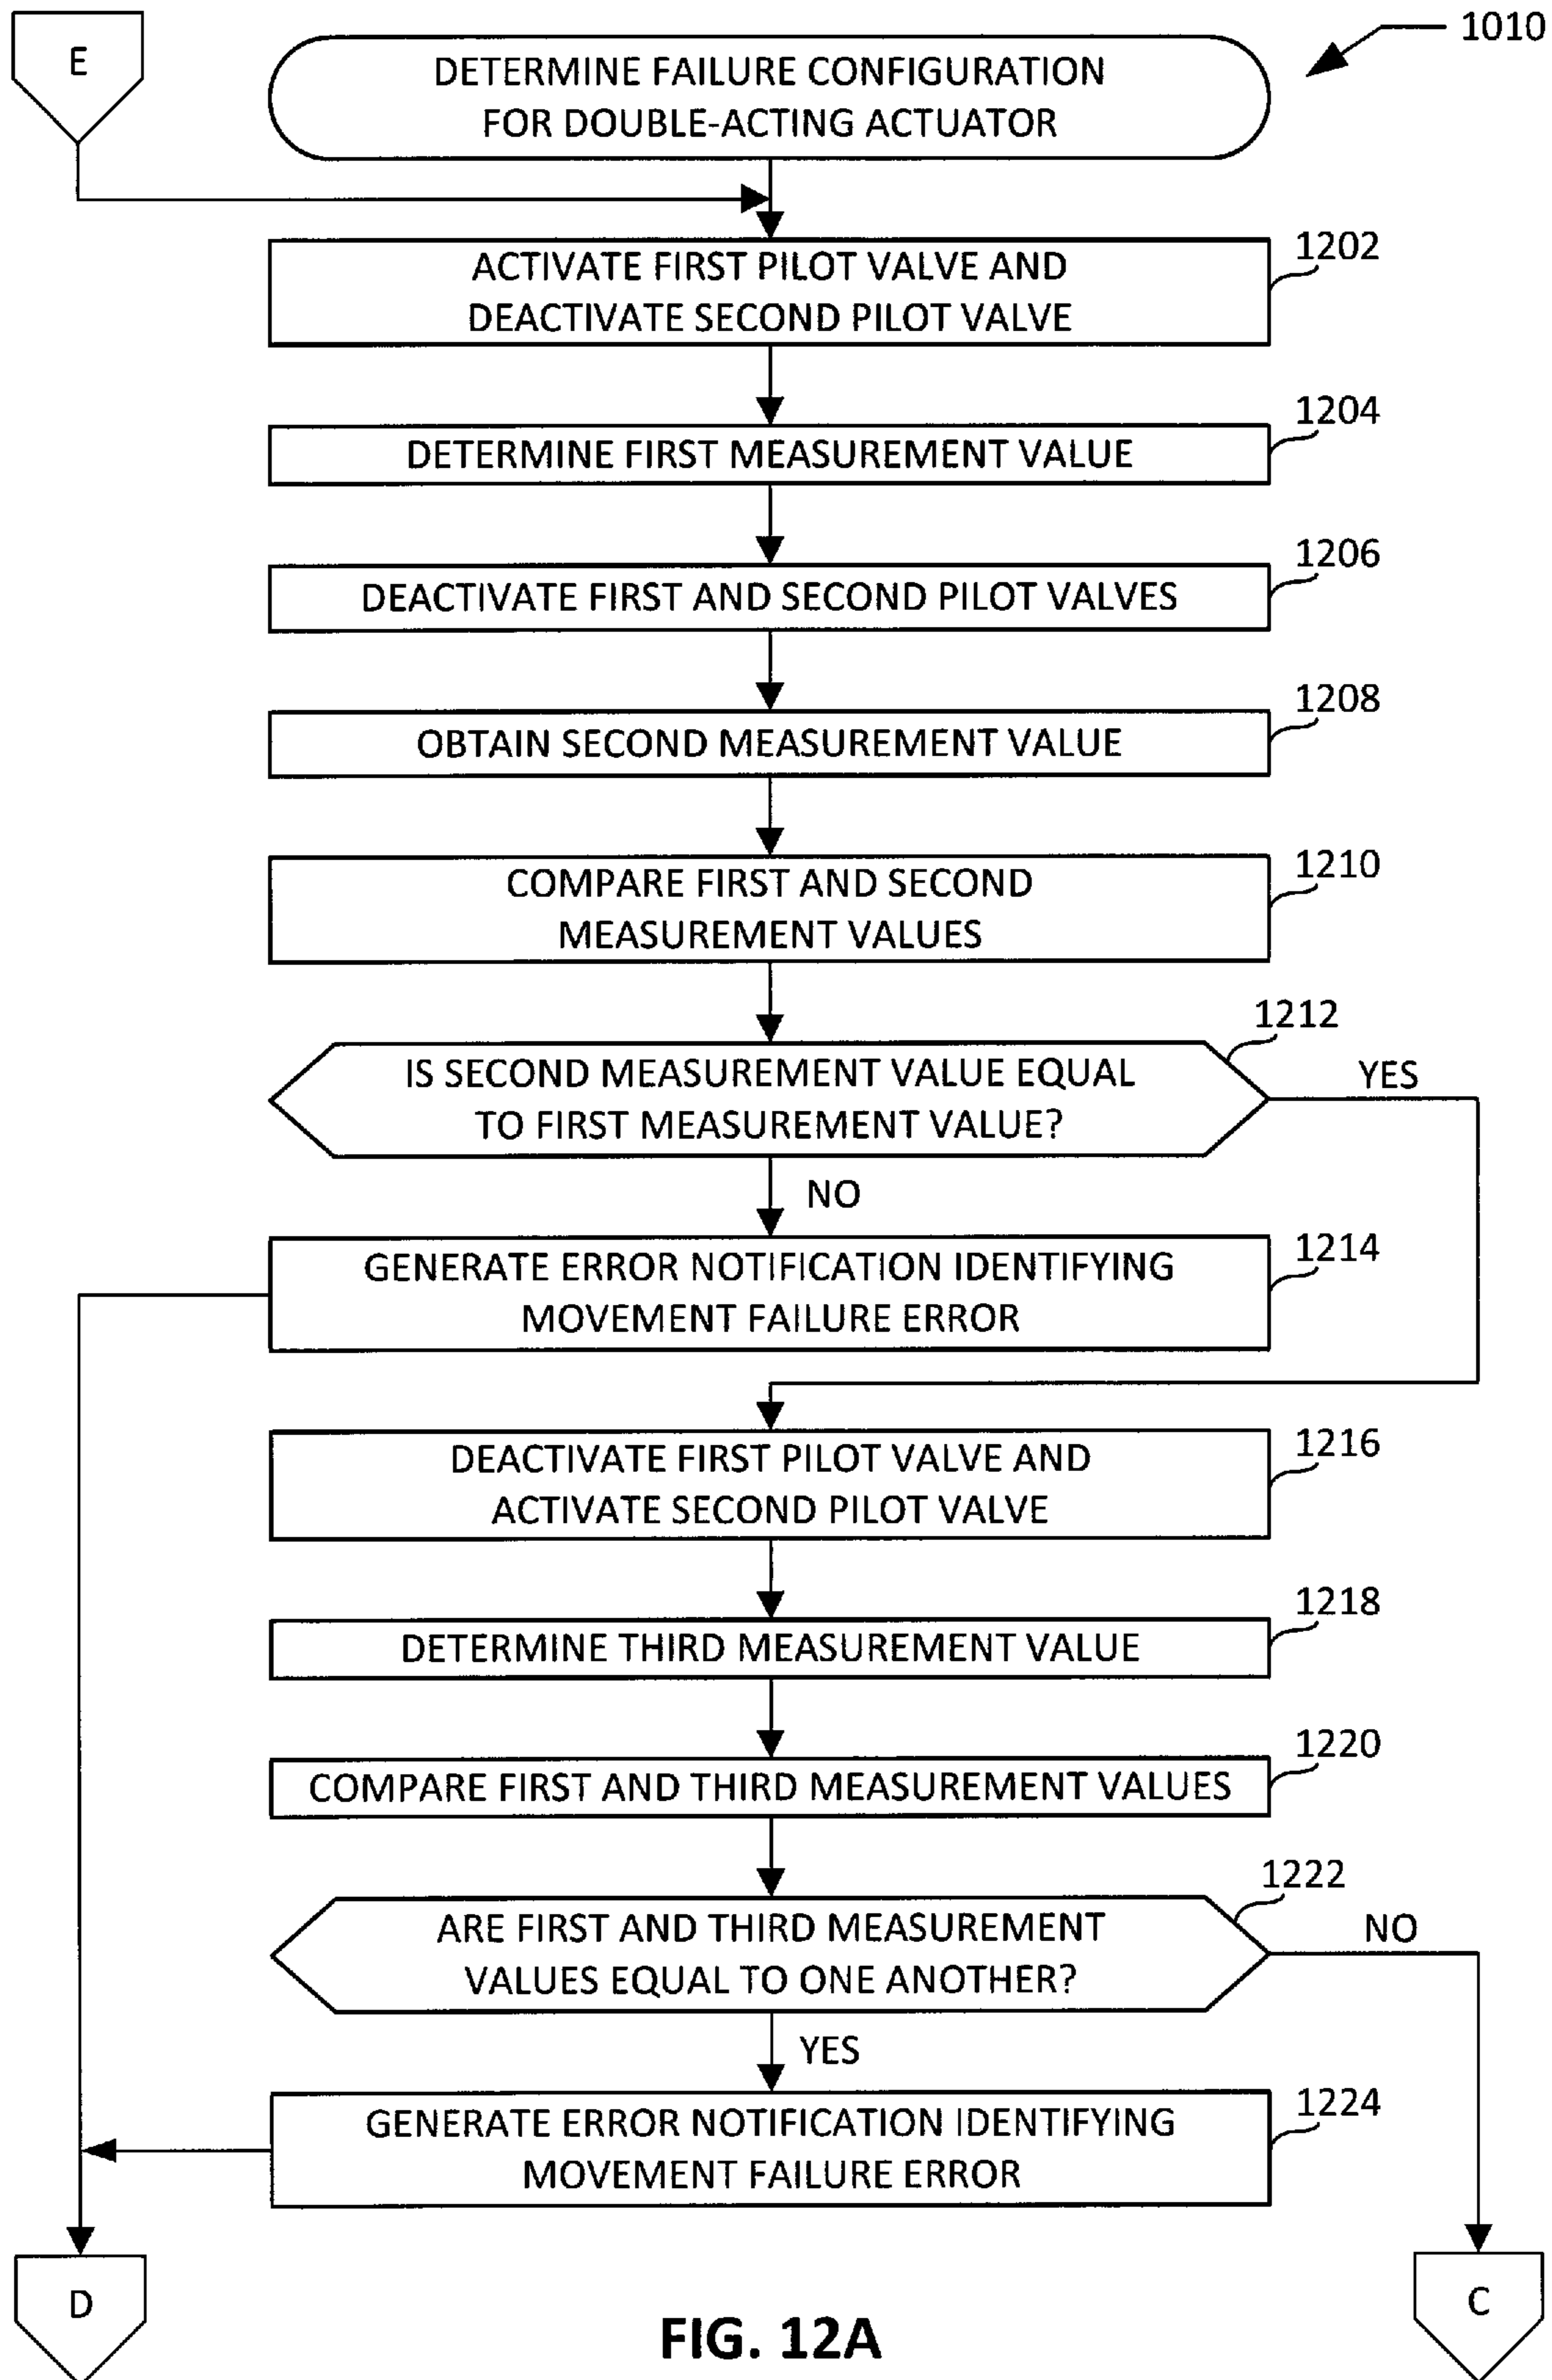 E
1010
DETERMINE FAILURE CONFIGURATION
FOR DOUBLE-ACTING ACTUATOR
1202
ACTIVATE FIRST PILOT VALVE AND
DEACTIVATE SECOND PILOT VALVE
1204
DETERMINE FIRST MEASUREMENT VALUE
1206
DEACTIVATE FIRST AND SECOND PILOT VALVES
1208
OBTAIN SECOND MEASUREMENT VALUE
1210
COMPARE FIRST AND SECOND
MEASUREMENT VALUES
1212
IS SECOND MEASUREMENT VALUE EQUAL
TO FIRST MEASUREMENT VALUE?
YES
NO
1214
GENERATE ERROR NOTIFICATION IDENTIFYING
MOVEMENT FAILURE ERROR
1216
DEACTIVATE FIRST PILOT VALVE AND
ACTIVATE SECOND PILOT VALVE
1218
DETERMINE THIRD MEASUREMENT VALUE
1220
COMPARE FIRST AND THIRD MEASUREMENT VALUES
1222
ARE FIRST AND THIRD MEASUREMENT
VALUES EQUAL TO ONE ANOTHER?
NO
YES
1224
GENERATE ERROR NOTIFICATION IDENTIFYING
MOVEMENT FAILURE ERROR
D
C
FIG. 12A